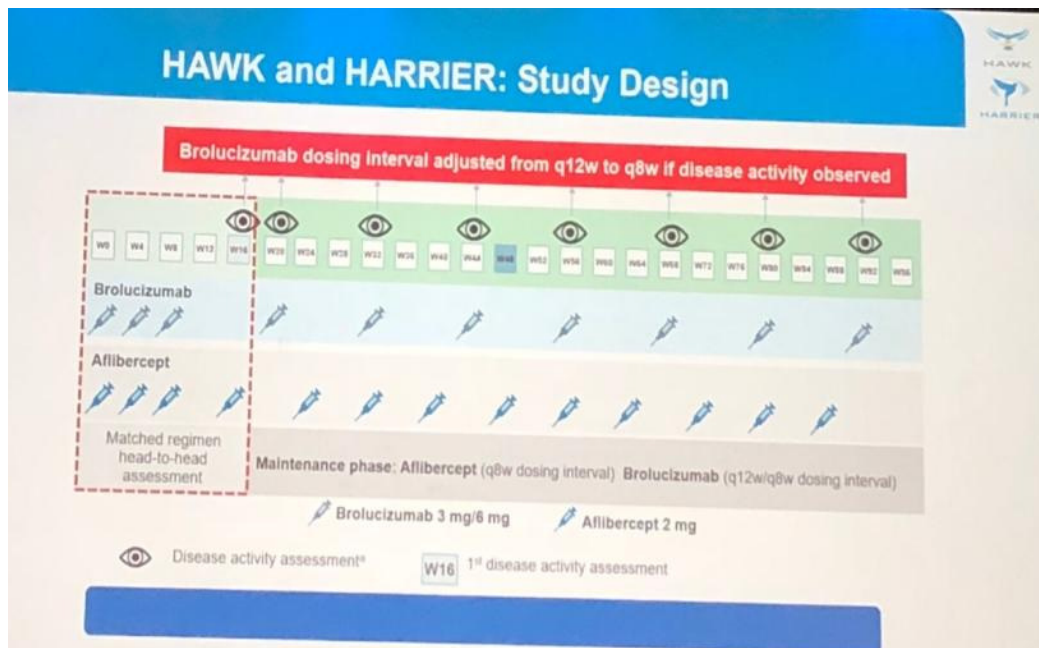 HAWK and HARRIER: Study Design
HAWK
HARRIER
Brolucizumab dosing interval adjusted from q12w to q8w if disease activity observed
W0 W4 W8 W12 W16 W20 W24 W28 W32 W36 W40 W44 W48 W52 W56 W60 W64 W68 W72 W76 W80 W84 W88 W92 W96
Brolucizumab
Aflibercept
Matched regimen
head-to-head
assessment
Maintenance phase: Aflibercept (q8w dosing interval) Brolucizumab (q12w/q8w dosing interval)
Brolucizumab 3 mg/6 mg
Aflibercept 2 mg
Disease activity assessmentᵃ
W16 1st disease activity assessment